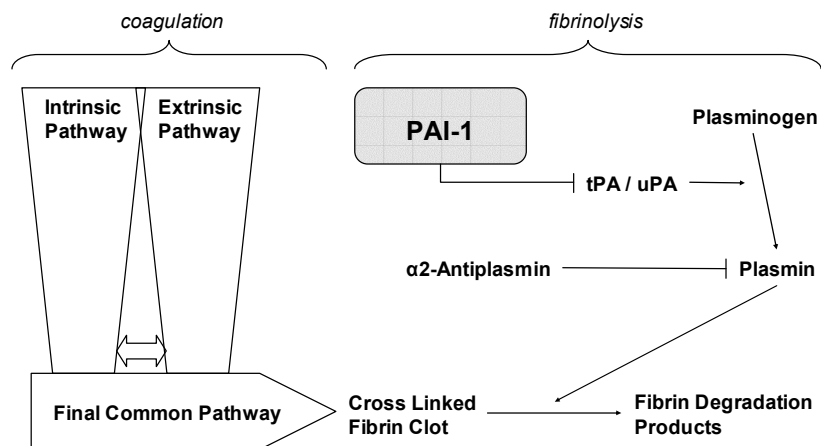 coagulation
fibrinolysis
Intrinsic
Pathway
Extrinsic
Pathway
PAI-1
Plasminogen
tPA / uPA
α2-Antiplasmin
Plasmin
Final Common Pathway
Cross Linked
Fibrin Clot
Fibrin Degradation
Products